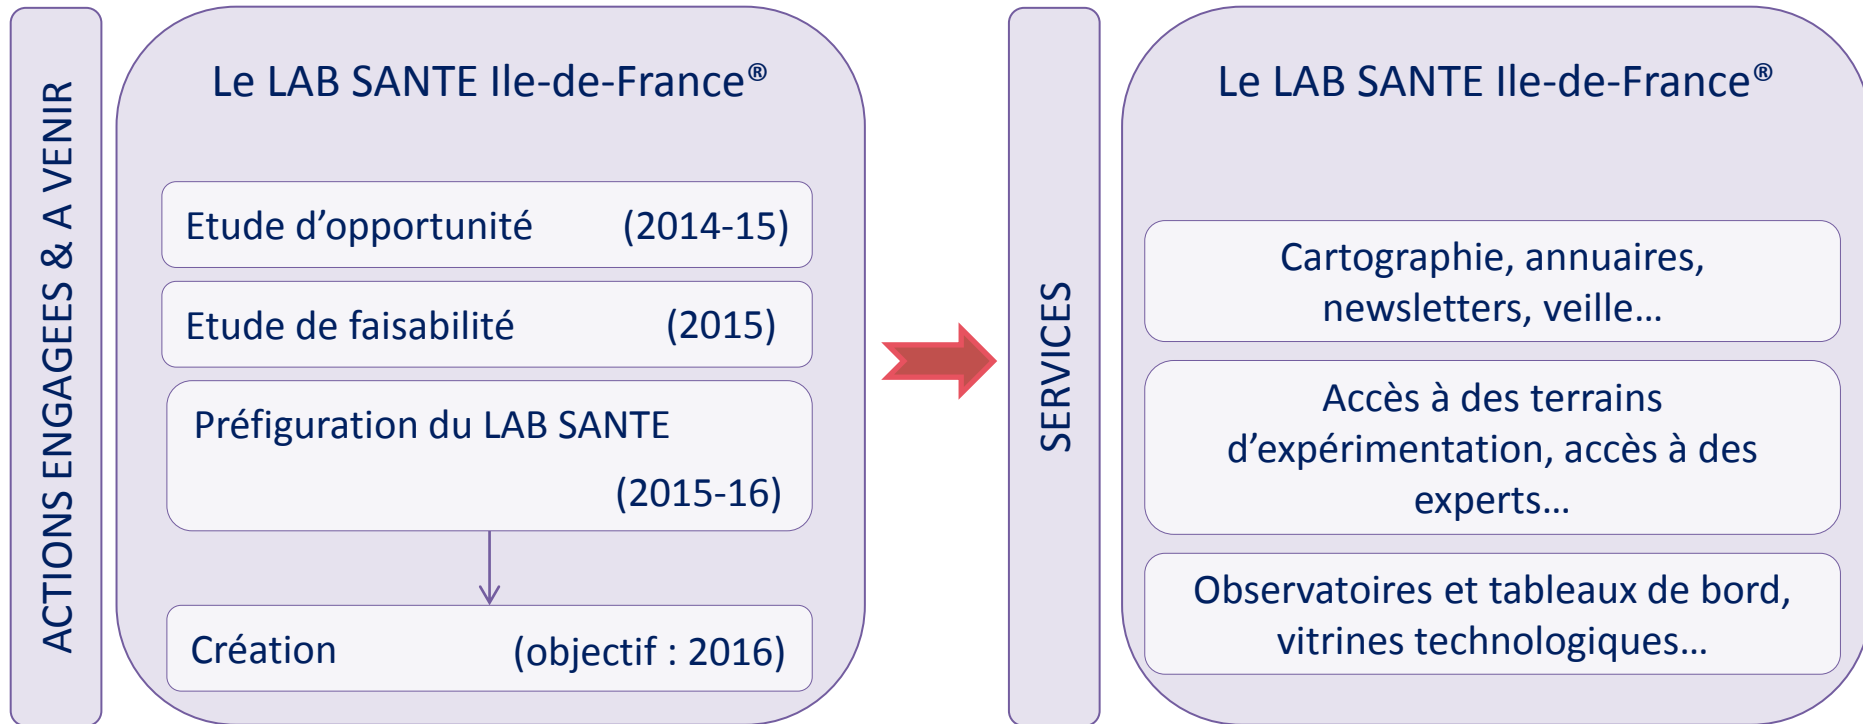 ACTIONS ENGAGEES & A VENIR
Le LAB SANTE Ile-de-France®
Etude d’opportunité (2014-15)
Etude de faisabilité (2015)
Préfiguration du LAB SANTE
(2015-16)
Création (objectif : 2016)
SERVICES
Le LAB SANTE Ile-de-France®
Cartographie, annuaires,
newsletters, veille…
Accès à des terrains
d’expérimentation, accès à des
experts…
Observatoires et tableaux de bord,
vitrines technologiques…